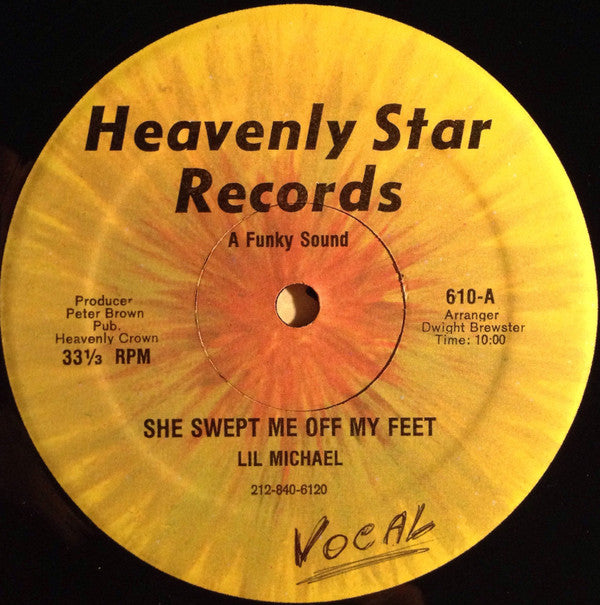 Heavenly Star
Records
A Funky Sound
Producer
Peter Brown
Pub.
Heavenly Crown
33⅓ RPM
610-A
Arranger
Dwight Brewster
Time: 10:00
SHE SWEPT ME OFF MY FEET
LIL MICHAEL
212-840-6120
VOCAL